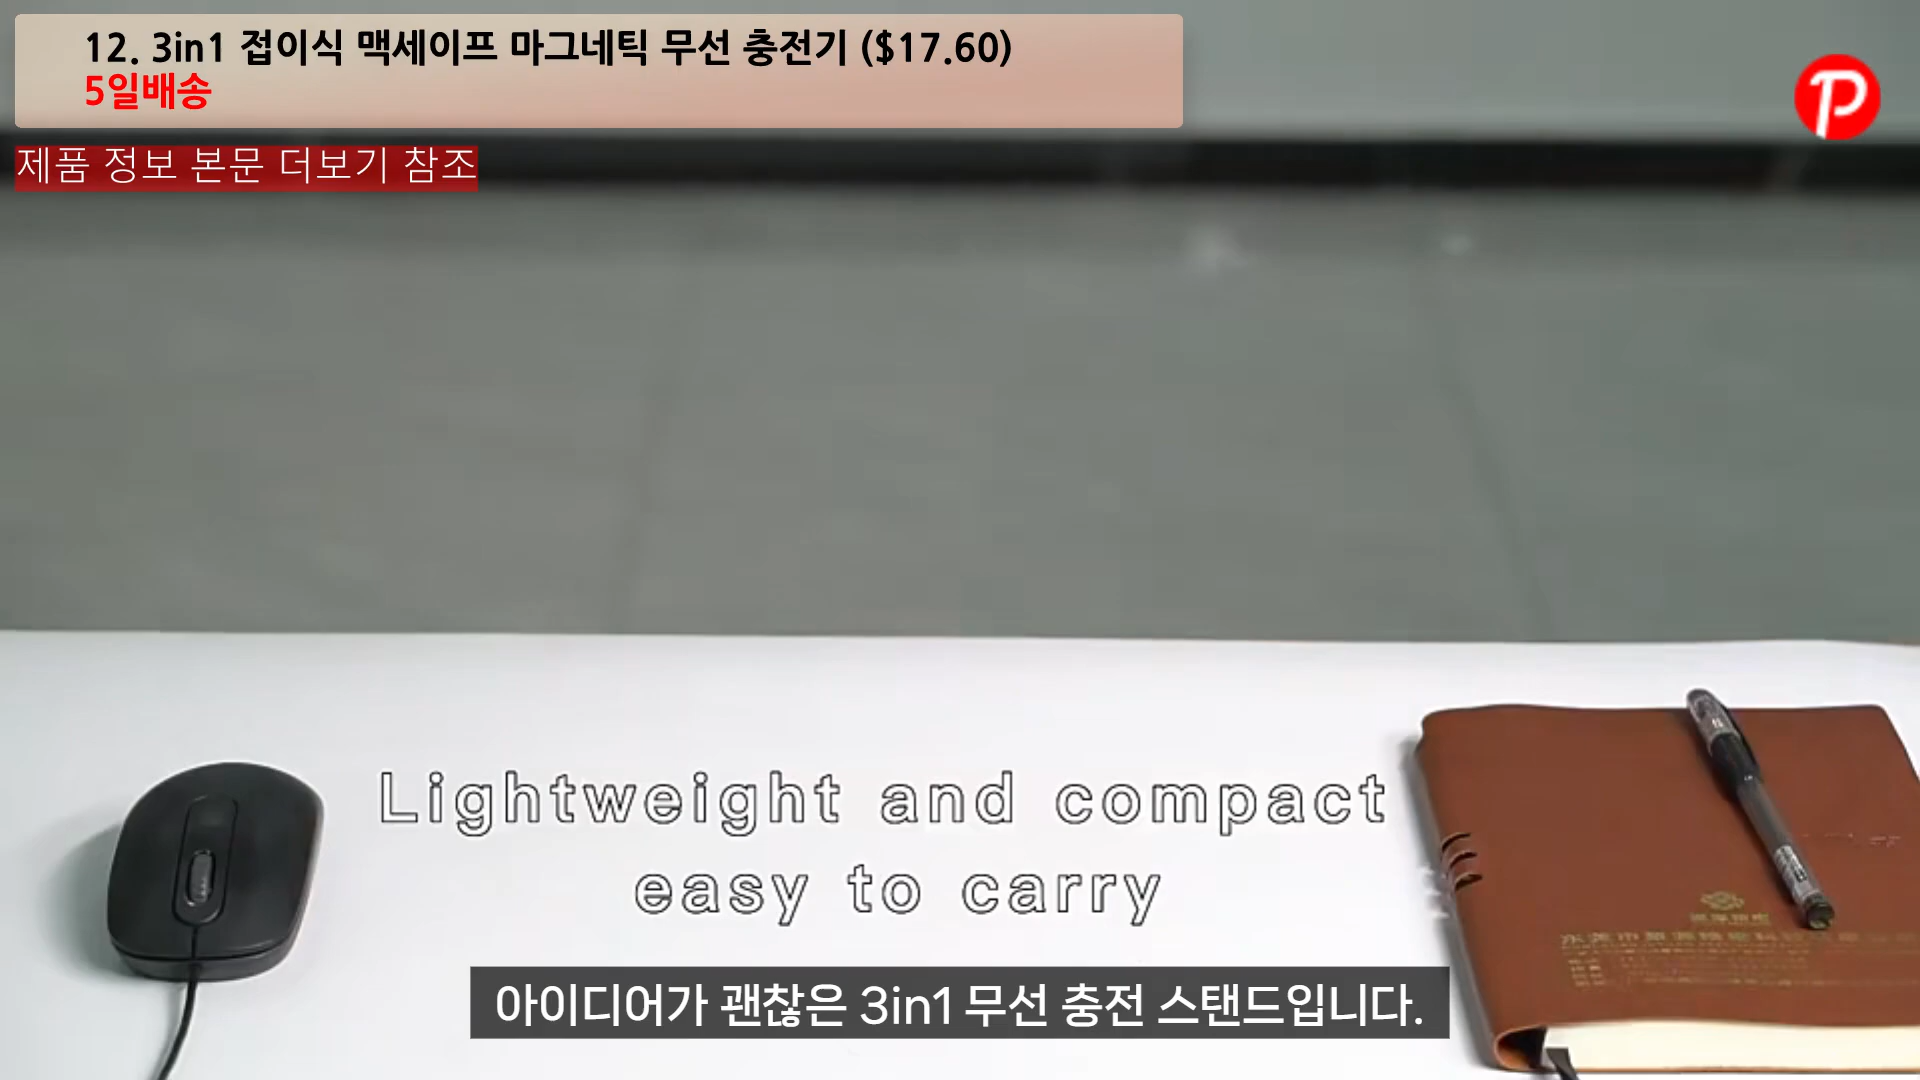 12. 3in1 접이식 맥세이프 마그네틱 무선 충전기 ($17.60)
5일배송
제품 정보 본문 더보기 참조
Lightweight and compact
easy to carry
아이디어가 괜찮은 3in1 무선 충전 스탠드입니다.